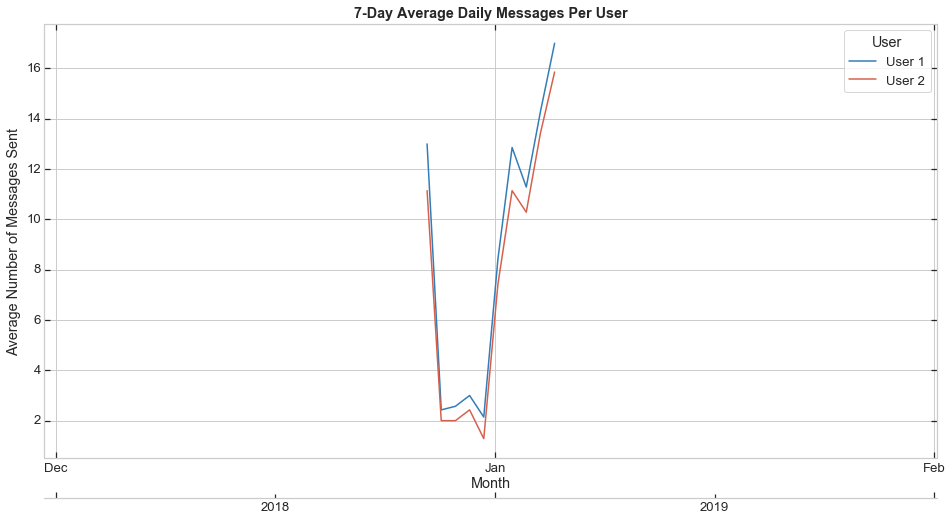 7-Day Average Daily Messages Per User
User
User 1
User 2
Average Number of Messages Sent
16
14
12
10
8
6
4
2
Dec
Jan
Feb
Month
2018
2019